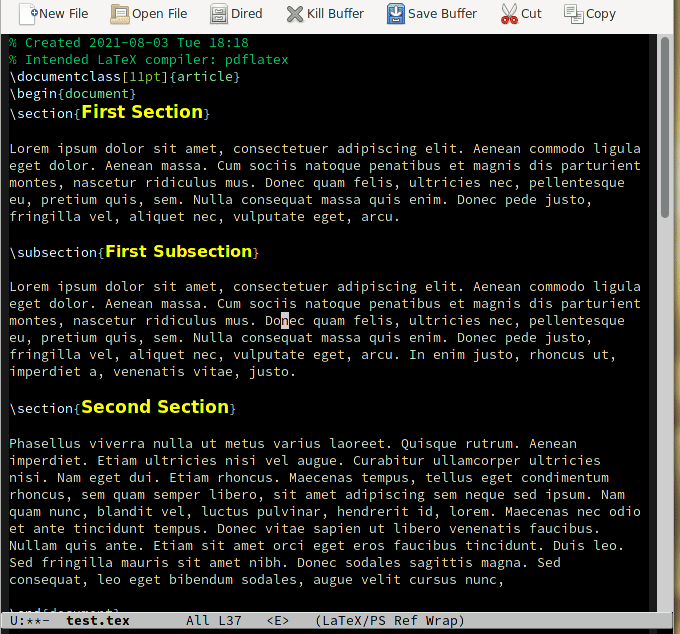 New File Open File Dired Kill Buffer Save Buffer Cut Copy
% Created 2021-08-03 Tue 18:18
% Intended LaTeX compiler: pdflatex
\documentclass[11pt]{article}
\begin{document}
\section{First Section}
Lorem ipsum dolor sit amet, consectetuer adipiscing elit. Aenean commodo ligula
eget dolor. Aenean massa. Cum sociis natoque penatibus et magnis dis parturient
montes, nascetur ridiculus mus. Donec quam felis, ultricies nec, pellentesque
eu, pretium quis, sem. Nulla consequat massa quis enim. Donec pede justo,
fringilla vel, aliquet nec, vulputate eget, arcu.
\subsection{First Subsection}
Lorem ipsum dolor sit amet, consectetuer adipiscing elit. Aenean commodo ligula
eget dolor. Aenean massa. Cum sociis natoque penatibus et magnis dis parturient
montes, nascetur ridiculus mus. Donec quam felis, ultricies nec, pellentesque
eu, pretium quis, sem. Nulla consequat massa quis enim. Donec pede justo,
fringilla vel, aliquet nec, vulputate eget, arcu. In enim justo, rhoncus ut,
imperdiet a, venenatis vitae, justo.
\section{Second Section}
Phasellus viverra nulla ut metus varius laoreet. Quisque rutrum. Aenean
imperdiet. Etiam ultricies nisi vel augue. Curabitur ullamcorper ultricies
nisi. Nam eget dui. Etiam rhoncus. Maecenas tempus, tellus eget condimentum
rhoncus, sem quam semper libero, sit amet adipiscing sem neque sed ipsum. Nam
quam nunc, blandit vel, luctus pulvinar, hendrerit id, lorem. Maecenas nec odio
et ante tincidunt tempus. Donec vitae sapien ut libero venenatis faucibus.
Nullam quis ante. Etiam sit amet orci eget eros faucibus tincidunt. Duis leo.
Sed fringilla mauris sit amet nibh. Donec sodales sagittis magna. Sed
consequat, leo eget bibendum sodales, augue velit cursus nunc,
\end{document}
U:**- test.tex All L37 <E> (LaTeX/PS Ref Wrap)